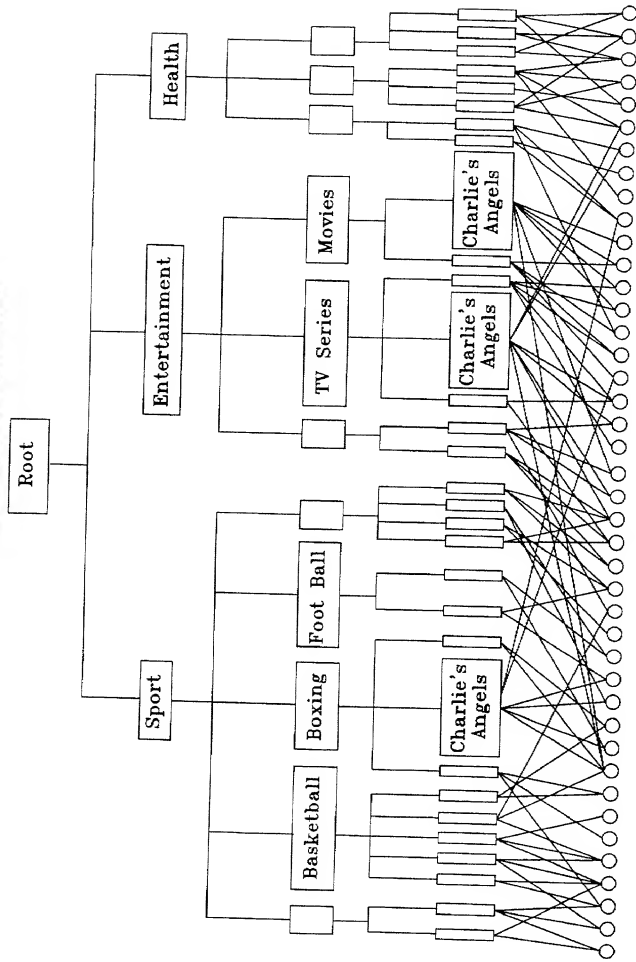 Root
Sport
Entertainment
Health
Basketball
Boxing
Foot Ball
TV Series
Movies
Charlie's
Angels
Charlie's
Angels
Charlie's
Angels